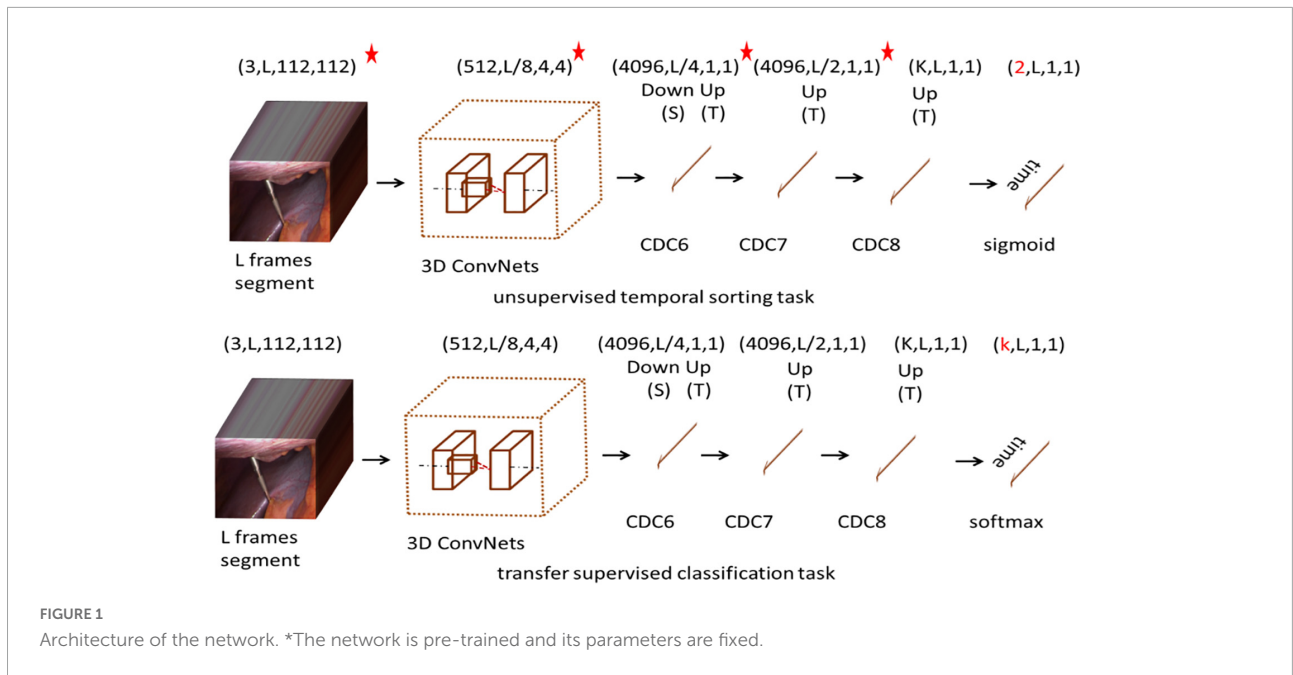 (3,L,112,112) (512,L/8,4,4) (4096,L/4,1,1) (4096,L/2,1,1) (K,L,1,1) (2,L,1,1)
Down Up Up Up
(S) (T) (T) (T)
time
CDC6 CDC7 CDC8 sigmoid
L frames
segment
3D ConvNets
unsupervised temporal sorting task
(3,L,112,112) (512,L/8,4,4) (4096,L/4,1,1) (4096,L/2,1,1) (K,L,1,1) (k,L,1,1)
Down Up Up Up
(S) (T) (T) (T)
time
CDC6 CDC7 CDC8 softmax
L frames
segment
3D ConvNets
transfer supervised classification task
FIGURE 1
Architecture of the network. *The network is pre-trained and its parameters are fixed.